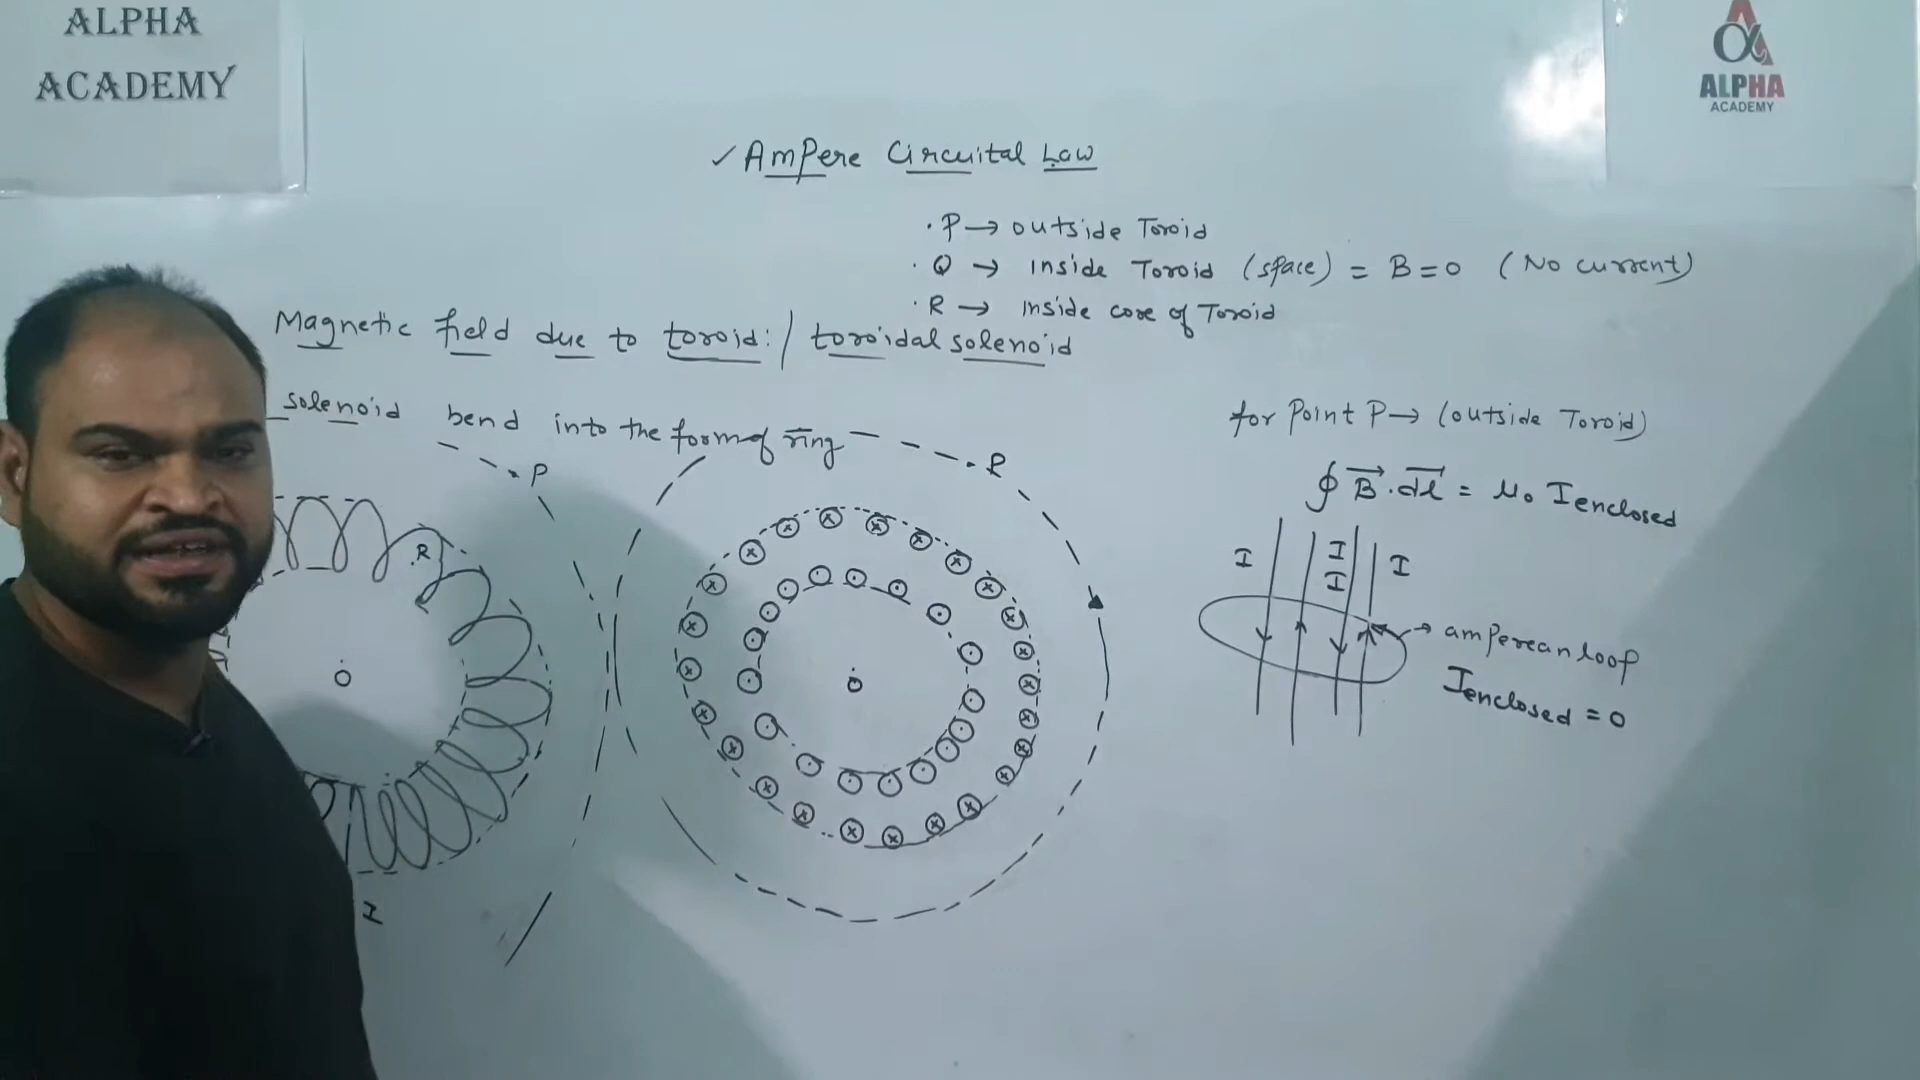 ALPHA
ACADEMY
ALPHA
ACADEMY
✓ Ampere Circuital Law
. P → outside Toroid
. Q → inside Toroid (space) = B = 0 (No current)
. R → inside core of Toroid
Magnetic field due to toroid: / toroidal solenoid
solenoid bend into the form of ring
for Point P → (outside Toroid)
∮ B⃗ . dl⃗ = μ₀ Ienclosed
P
R
O
I
P
O
I
I
I
I
→ amperean loop
Ienclosed = 0